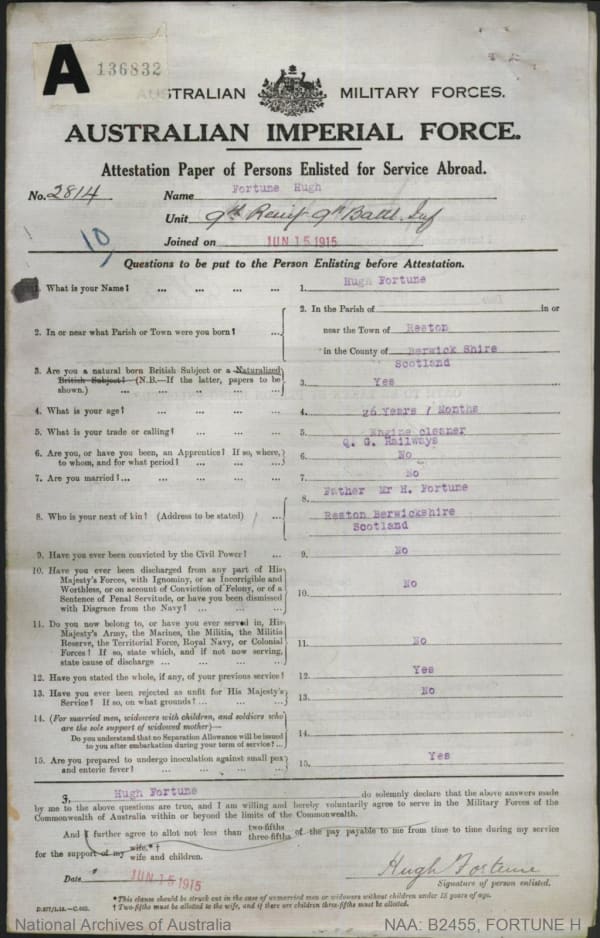 A 136832
AUSTRALIAN MILITARY FORCES.
AUSTRALIAN IMPERIAL FORCE.
Attestation Paper of Persons Enlisted for Service Abroad.
No. 2814 Name Fortune Hugh
Unit 9th Reinf 9th Battl. Inf
Joined on JUN 15 1915
10
Questions to be put to the Person Enlisting before Attestation.
1. What is your Name? ... ... ... ... 1. Hugh Fortune
2. In or near what Parish or Town were you born? ... 2. In the Parish of in or
near the Town of Reston
in the County of Berwick Shire
Scotland
3. Are you a natural born British Subject or a Naturalized
British Subject? (N.B.—If the latter, papers to be
shown.) ... ... ... ... ... 3. Yes
4. What is your age? ... ... ... ... 4. 26 Years / Months
5. What is your trade or calling? ... ... ... 5. Engine cleaner
Q. G. Railways
6. Are you, or have you been, an Apprentice? If so, where,
to whom, and for what period? ... ... ... 6. No
7. Are you married?... ... ... ... ... 7. No
8. Who is your next of kin? (Address to be stated) 8. Father Mr H. Fortune
Reston Berwickshire
Scotland
9. Have you ever been convicted by the Civil Power? ... 9. No
10. Have you ever been discharged from any part of His
Majesty's Forces, with Ignominy, or as Incorrigible and
Worthless, or on account of Conviction of Felony, or of a
Sentence of Penal Servitude, or have you been dismissed
with Disgrace from the Navy? ... ... ... 10. No
11. Do you now belong to, or have you ever served in, His
Majesty's Army, the Marines, the Militia, the Militia
Reserve, the Territorial Force, Royal Navy, or Colonial
Forces? If so, state which, and if not now serving,
state cause of discharge ... ... ... ... 11. No
12. Have you stated the whole, if any, of your previous service? 12. Yes
13. Have you ever been rejected as unfit for His Majesty's
Service? If so, on what grounds? ... ... ... 13. No
14. (For married men, widowers with children, and soldiers who
are the sole support of widowed mother)—
Do you understand that no Separation Allowance will be issued
to you after embarkation during your term of service? ... 14.
15. Are you prepared to undergo inoculation against small pox
and enteric fever? ... ... ... ... 15. Yes
I, Hugh Fortune do solemnly declare that the above answers made
by me to the above questions are true, and I am willing and hereby voluntarily agree to serve in the Military Forces of the
Commonwealth of Australia within or beyond the limits of the Commonwealth.
And I further agree to allot not less than two-fifths three-fifths of the pay payable to me from time to time during my service
for the support of my wife.*† wife and children.
Date JUN 15 1915 Hugh Fortune
Signature of person enlisted.
* This clause should be struck out in the case of unmarried men or widowers without children under 18 years of age.
† Two-fifths must be allotted to the wife, and if there are children three-fifths must be allotted.
National Archives of Australia NAA: B2455, FORTUNE H